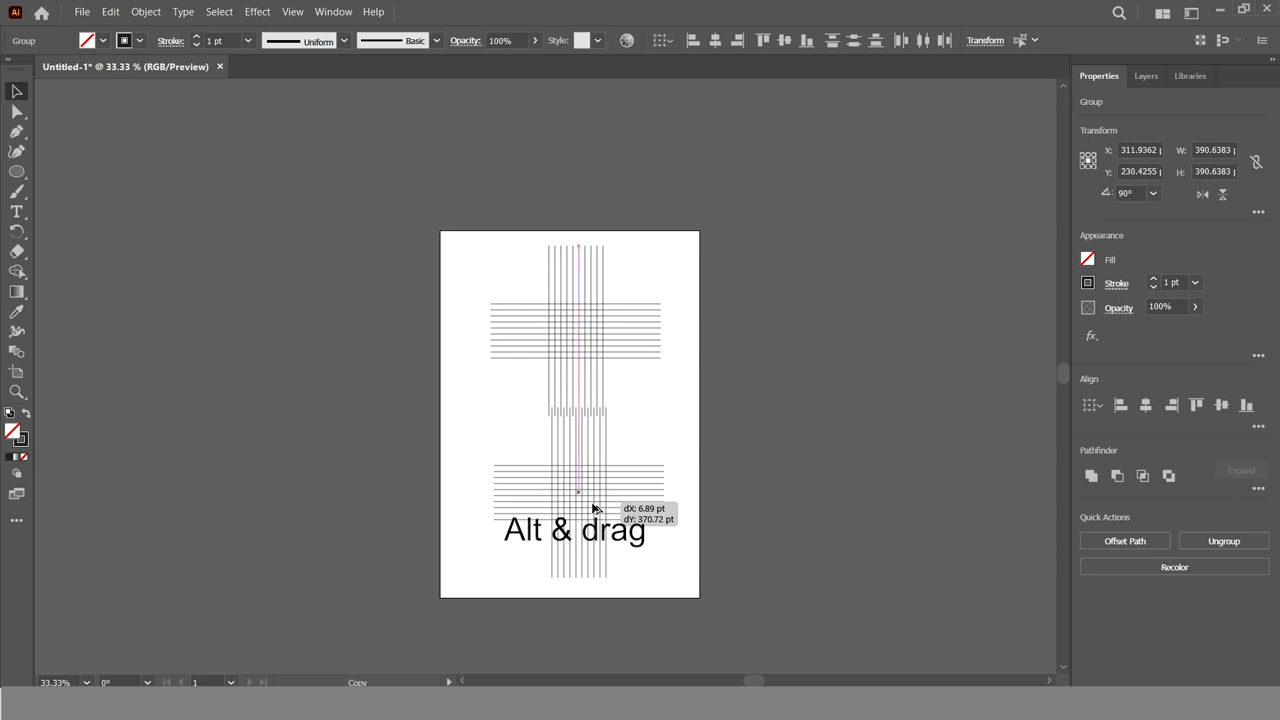 Ai File Edit Object Type Select Effect View Window Help
Group Stroke: 1 pt Uniform Basic Opacity: 100% Style: Transform
Untitled-1* @ 33.33 % (RGB/Preview) ×
Properties Layers Libraries
Group
Transform
X: 311.9362 p W: 390.6383 p
Y: 230.4255 H: 390.6383 p
90°
Appearance
Fill
Stroke 1 pt
Opacity 100%
fx.
Align
Pathfinder
Expand
Quick Actions
Offset Path Ungroup
Recolor
dX: 6.89 pt
dY: 370.72 pt
Alt & drag
33.33% 0° 1 Copy